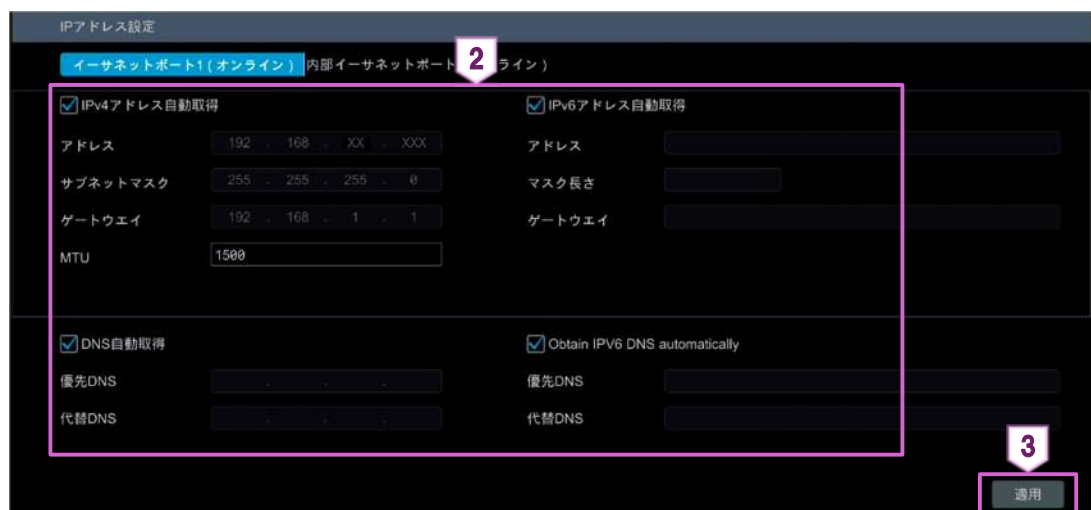 IPアドレス設定
イーサネットポート1 ( オンライン ) 内部イーサネットポート 2 ライン )
IPv4アドレス自動取得 IPv6アドレス自動取得
アドレス 192 . 168 . XX . XXX アドレス
サブネットマスク 255 . 255 . 255 . 0 マスク長さ
ゲートウエイ 192 . 168 . 1 . 1 ゲートウエイ
MTU 1500
DNS自動取得 Obtain IPV6 DNS automatically
優先DNS . . . 優先DNS
代替DNS . . . 代替DNS
3
適用